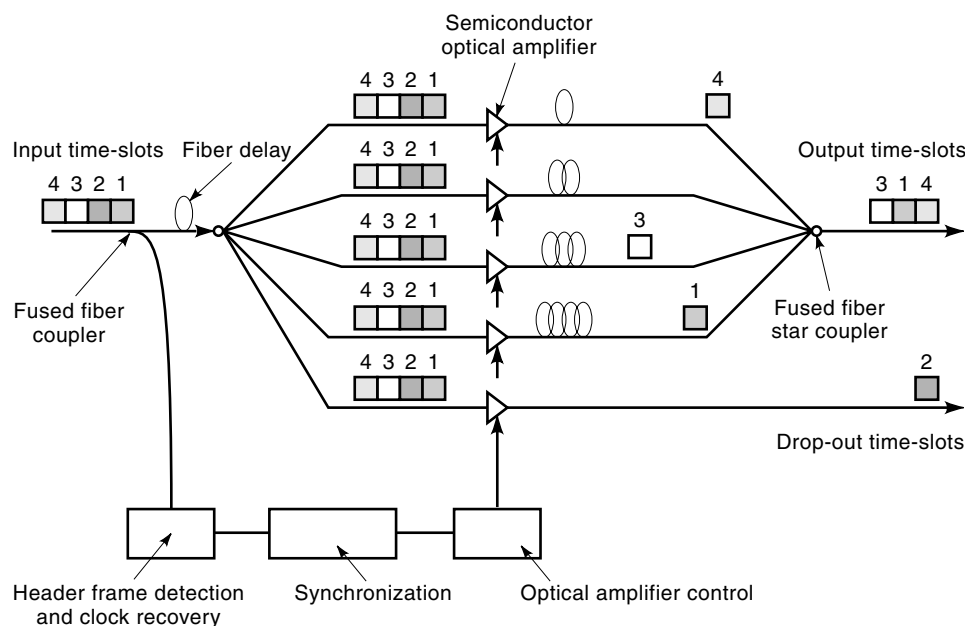 Semiconductor
optical amplifier
4 3 2 1
4
Input time-slots
Fiber delay
4 3 2 1
Output time-slots
4 3 2 1
3 1 4
4 3 2 1
3
Fused fiber
coupler
4 3 2 1
1
Fused fiber
star coupler
4 3 2 1
2
Drop-out time-slots
Header frame detection
and clock recovery
Synchronization
Optical amplifier control